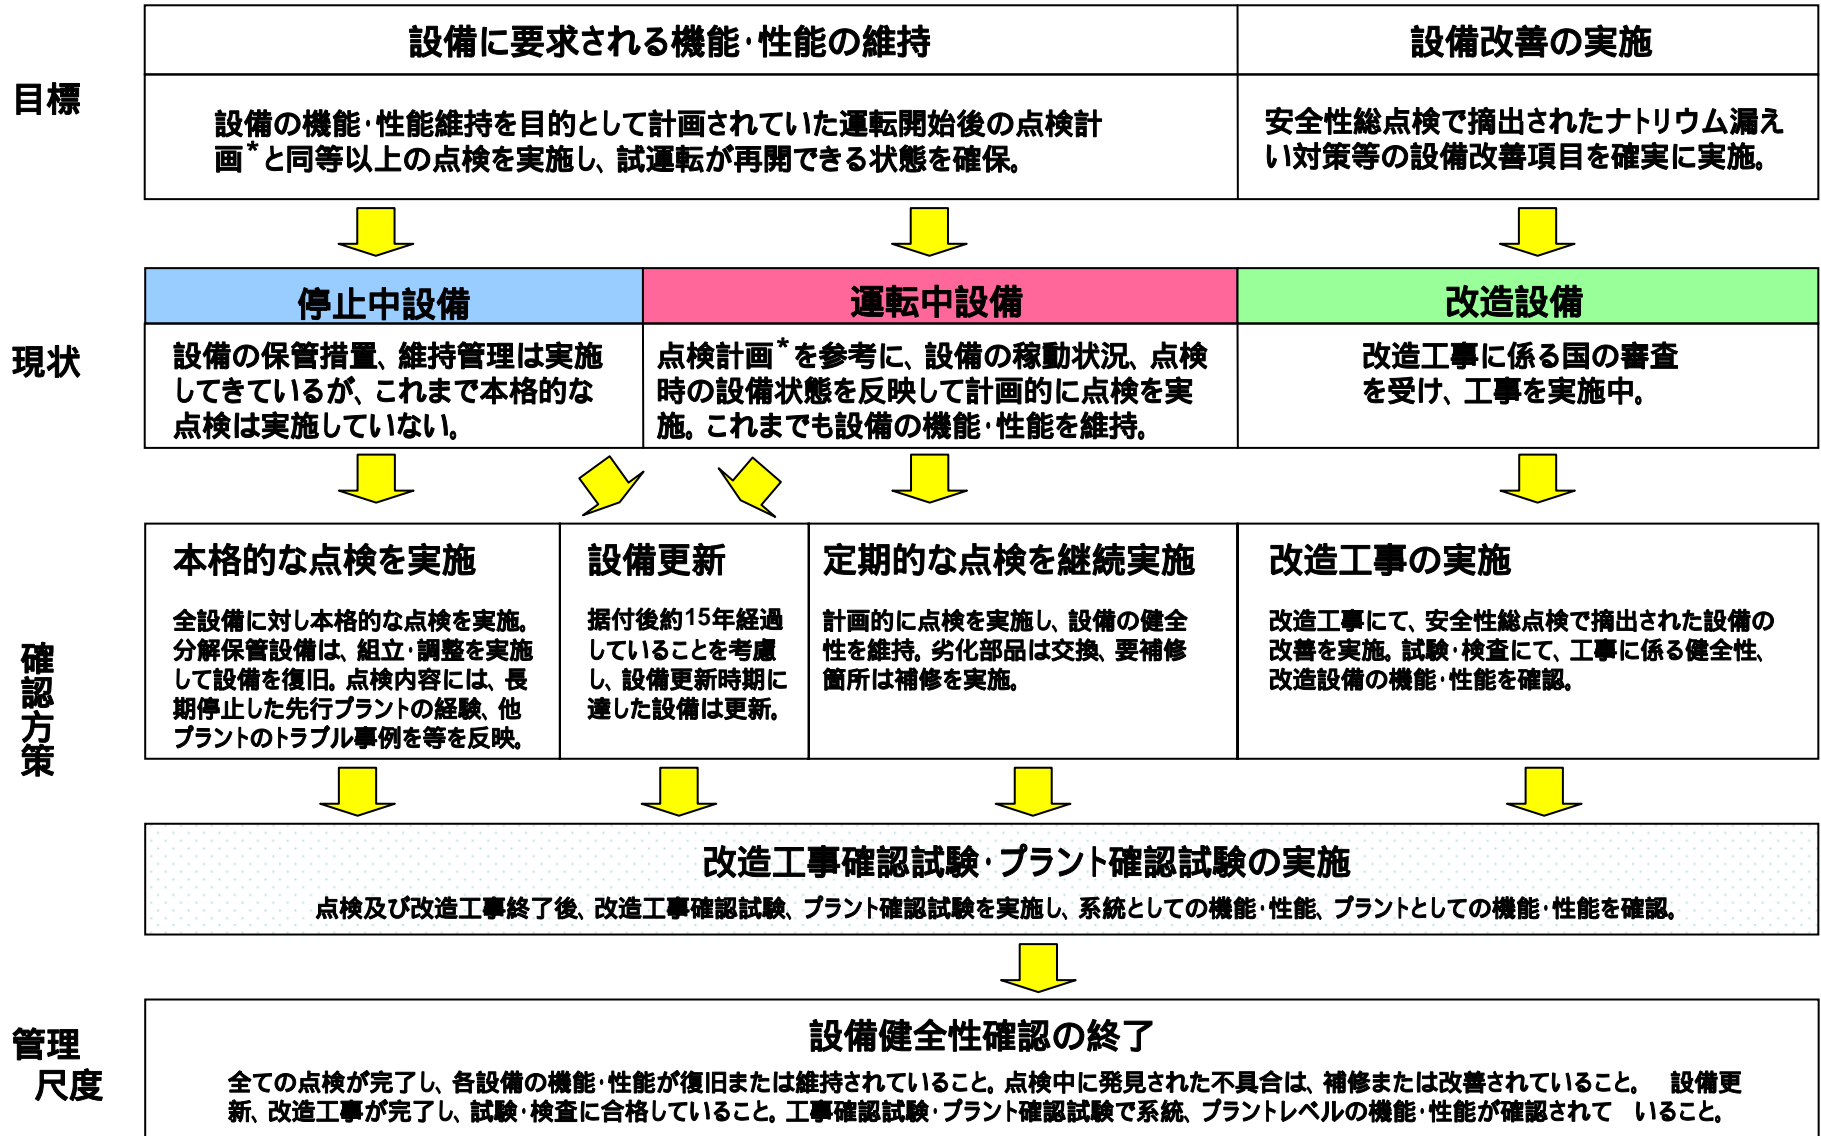 目標
設備に要求される機能・性能の維持
設備の機能・性能維持を目的として計画されていた運転開始後の点検計
画*と同等以上の点検を実施し、試運転が再開できる状態を確保。
設備改善の実施
安全性総点検で摘出されたナトリウム漏え
い対策等の設備改善項目を確実に実施。
現状
停止中設備
設備の保管措置、維持管理は実施
してきているが、これまで本格的な
点検は実施していない。
運転中設備
点検計画*を参考に、設備の稼動状況、点検
時の設備状態を反映して計画的に点検を実
施。これまでも設備の機能・性能を維持。
改造設備
改造工事に係る国の審査
を受け、工事を実施中。
確認方策
本格的な点検を実施
全設備に対し本格的な点検を実施。
分解保管設備は、組立・調整を実施
して設備を復旧。点検内容には、長
期停止した先行プラントの経験、他
プラントのトラブル事例を等を反映。
設備更新
据付後約15年経過
していることを考慮
し、設備更新時期に
達した設備は更新。
定期的な点検を継続実施
計画的に点検を実施し、設備の健全
性を維持。劣化部品は交換、要補修
箇所は補修を実施。
改造工事の実施
改造工事にて、安全性総点検で摘出された設備の
改善を実施。試験・検査にて、工事に係る健全性、
改造設備の機能・性能を確認。
改造工事確認試験・プラント確認試験の実施
点検及び改造工事終了後、改造工事確認試験、プラント確認試験を実施し、系統としての機能・性能、プラントとしての機能・性能を確認。
管理
尺度
設備健全性確認の終了
全ての点検が完了し、各設備の機能・性能が復旧または維持されていること。点検中に発見された不具合は、補修または改善されていること。 設備更
新、改造工事が完了し、試験・検査に合格していること。工事確認試験・プラント確認試験で系統、プラントレベルの機能・性能が確認されて いること。